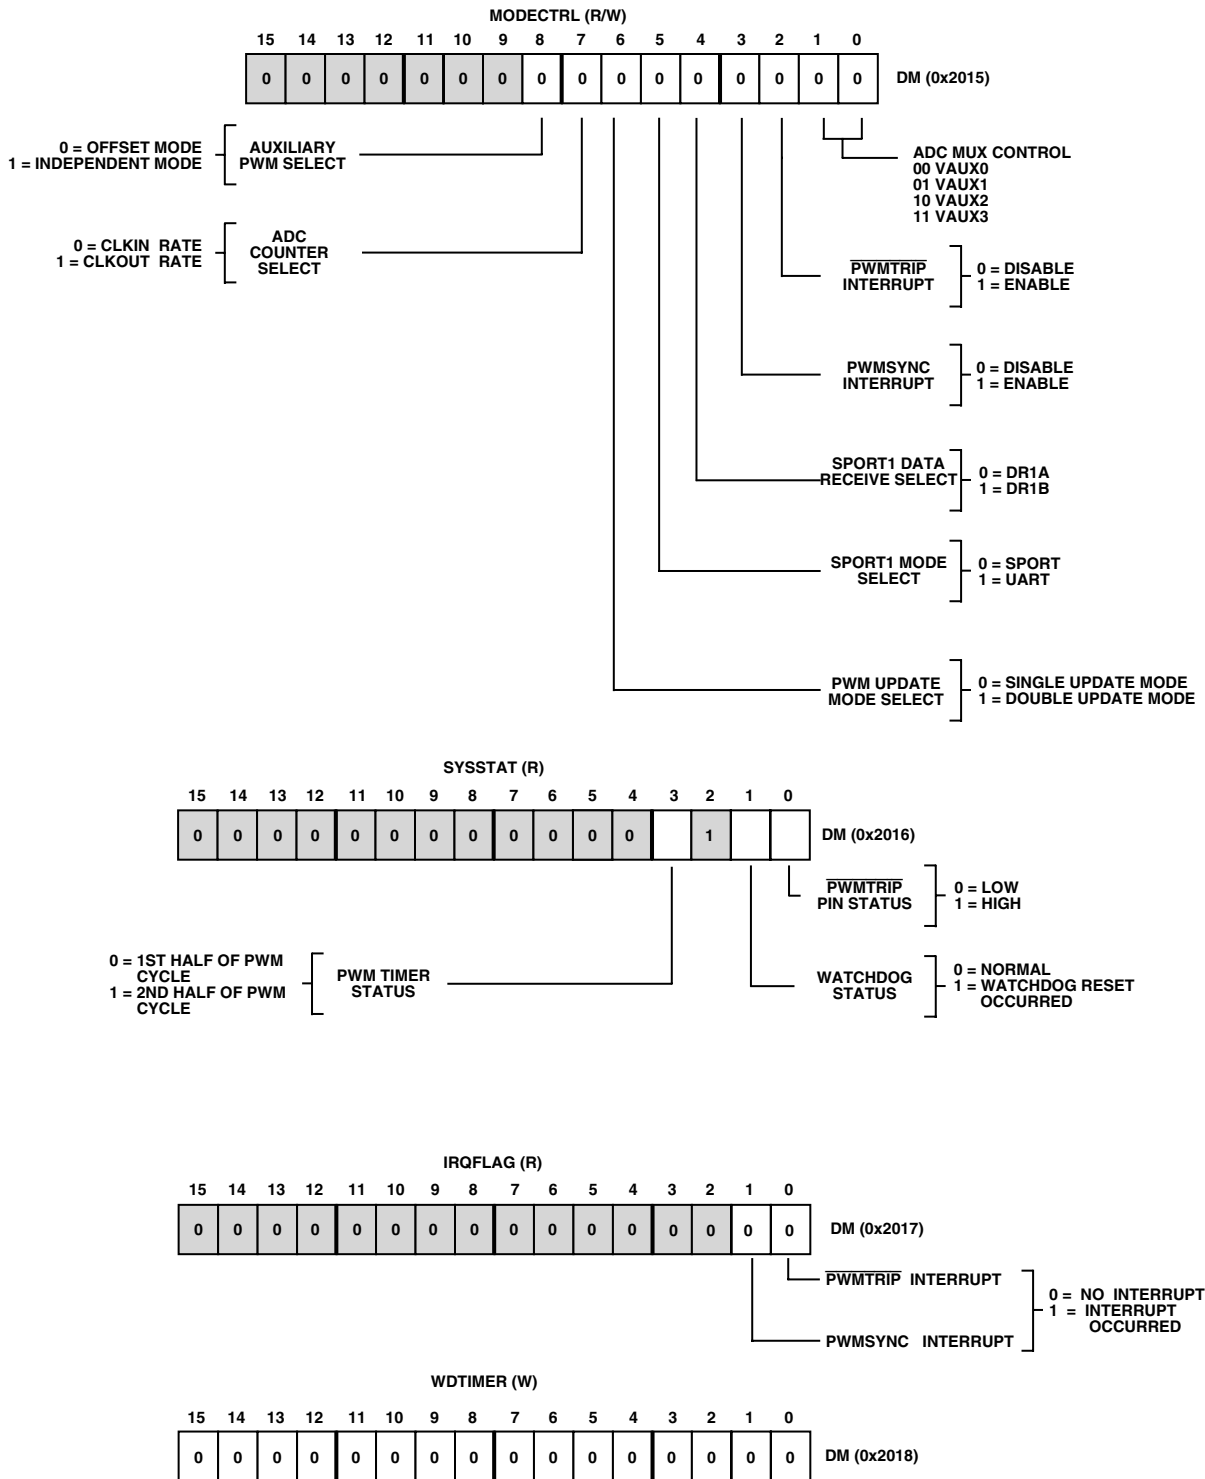 MODECTRL (R/W)
15 14 13 12 11 10 9 8 7 6 5 4 3 2 1 0
0 0 0 0 0 0 0 0 0 0 0 0 0 0 0 0 DM (0x2015)
0 = OFFSET MODE
1 = INDEPENDENT MODE
AUXILIARY
PWM SELECT
ADC MUX CONTROL
00 VAUX0
01 VAUX1
10 VAUX2
11 VAUX3
0 = CLKIN RATE
1 = CLKOUT RATE
ADC
COUNTER
SELECT
PWMTRIP
INTERRUPT
0 = DISABLE
1 = ENABLE
PWMSYNC
INTERRUPT
0 = DISABLE
1 = ENABLE
SPORT1 DATA
RECEIVE SELECT
0 = DR1A
1 = DR1B
SPORT1 MODE
SELECT
0 = SPORT
1 = UART
PWM UPDATE
MODE SELECT
0 = SINGLE UPDATE MODE
1 = DOUBLE UPDATE MODE
SYSSTAT (R)
15 14 13 12 11 10 9 8 7 6 5 4 3 2 1 0
0 0 0 0 0 0 0 0 0 0 0 0 1 DM (0x2016)
PWMTRIP
PIN STATUS
0 = LOW
1 = HIGH
0 = 1ST HALF OF PWM
CYCLE
1 = 2ND HALF OF PWM
CYCLE
PWM TIMER
STATUS
WATCHDOG
STATUS
0 = NORMAL
1 = WATCHDOG RESET
OCCURRED
IRQFLAG (R)
15 14 13 12 11 10 9 8 7 6 5 4 3 2 1 0
0 0 0 0 0 0 0 0 0 0 0 0 0 0 0 0 DM (0x2017)
PWMTRIP INTERRUPT
PWMSYNC INTERRUPT
0 = NO INTERRUPT
1 = INTERRUPT
OCCURRED
WDTIMER (W)
15 14 13 12 11 10 9 8 7 6 5 4 3 2 1 0
0 0 0 0 0 0 0 0 0 0 0 0 0 0 0 0 DM (0x2018)